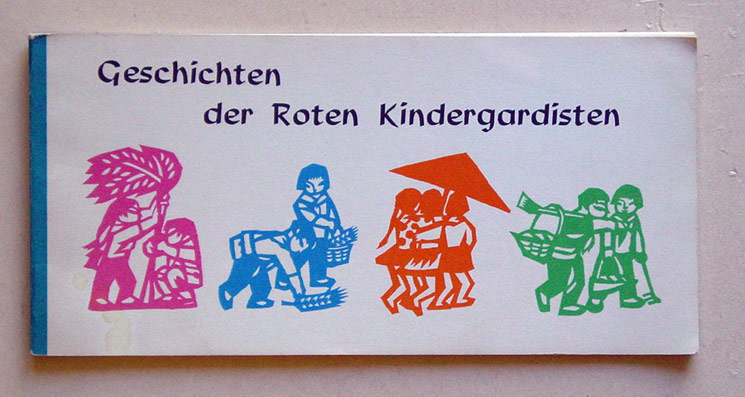 Geschichten
der Roten Kindergardisten